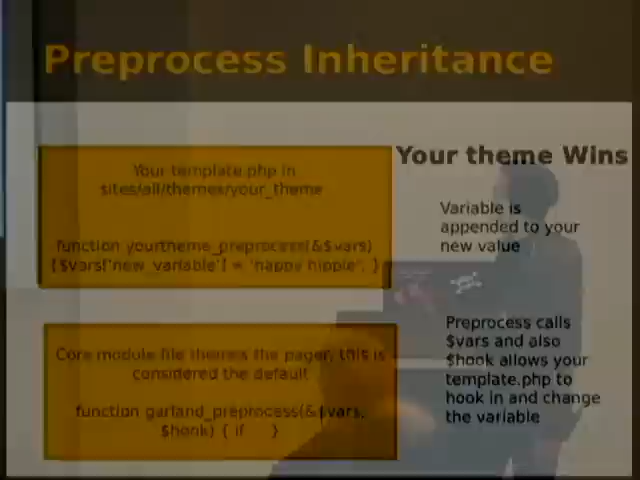 Preprocess Inheritance
Your template.php in
sites/all/themes/your_theme
function yourtheme_preprocess(&$vars)
{$vars['new_variable'] = 'happy hippie'; }
Your theme Wins
Variable is
appended to your
new value
Core module file themes the pager, this is
considered the default
function garland_preprocess(&$vars,
$hook) { if }
Preprocess calls
$vars and also
$hook allows your
template.php to
hook in and change
the variable